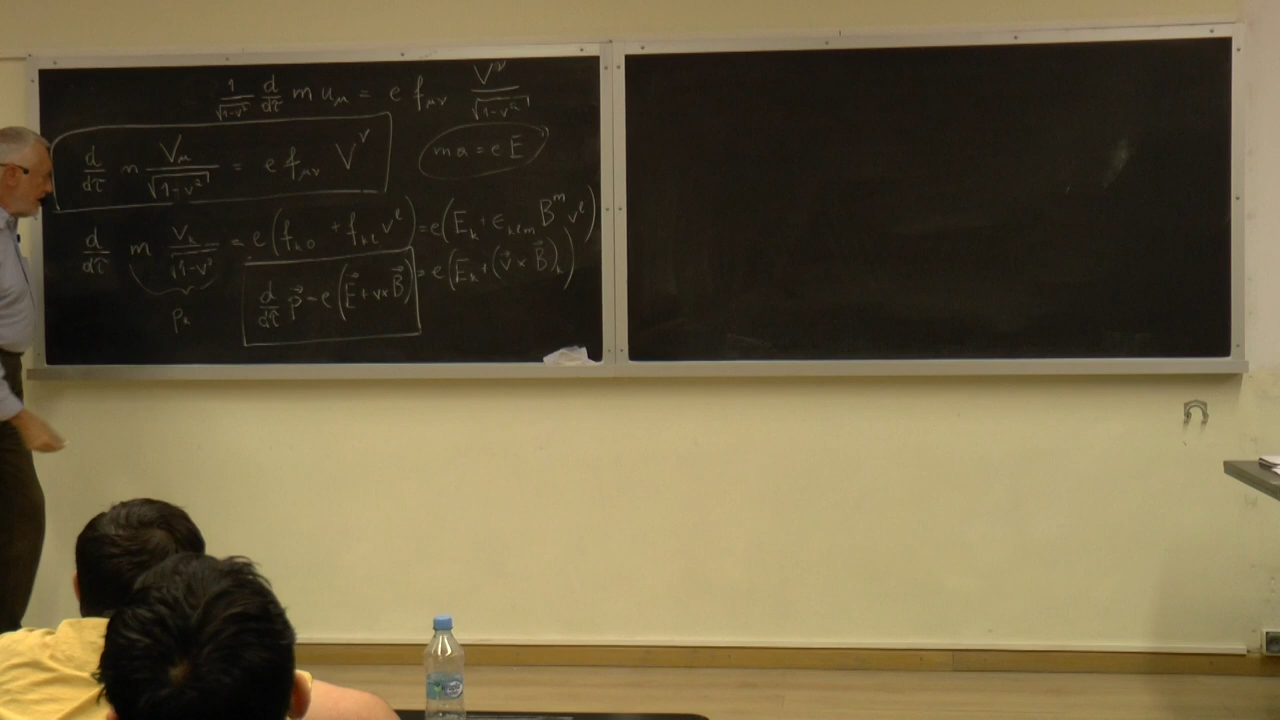 1/√1-v² d/dτ m u_μ = e f_μν V^ν/√1-v²
d/dτ m V_μ/√1-v² = e f_μν V^ν
ma = e E
d/dτ m V_k/√1-v² = e(f_k0 + f_kl v^l) = e(E_k + ϵ_klm B^m v^l)
p_k
d/dτ p⃗ = e(E⃗ + v×B⃗)
= e(E_k + (v⃗ × B⃗)_k)